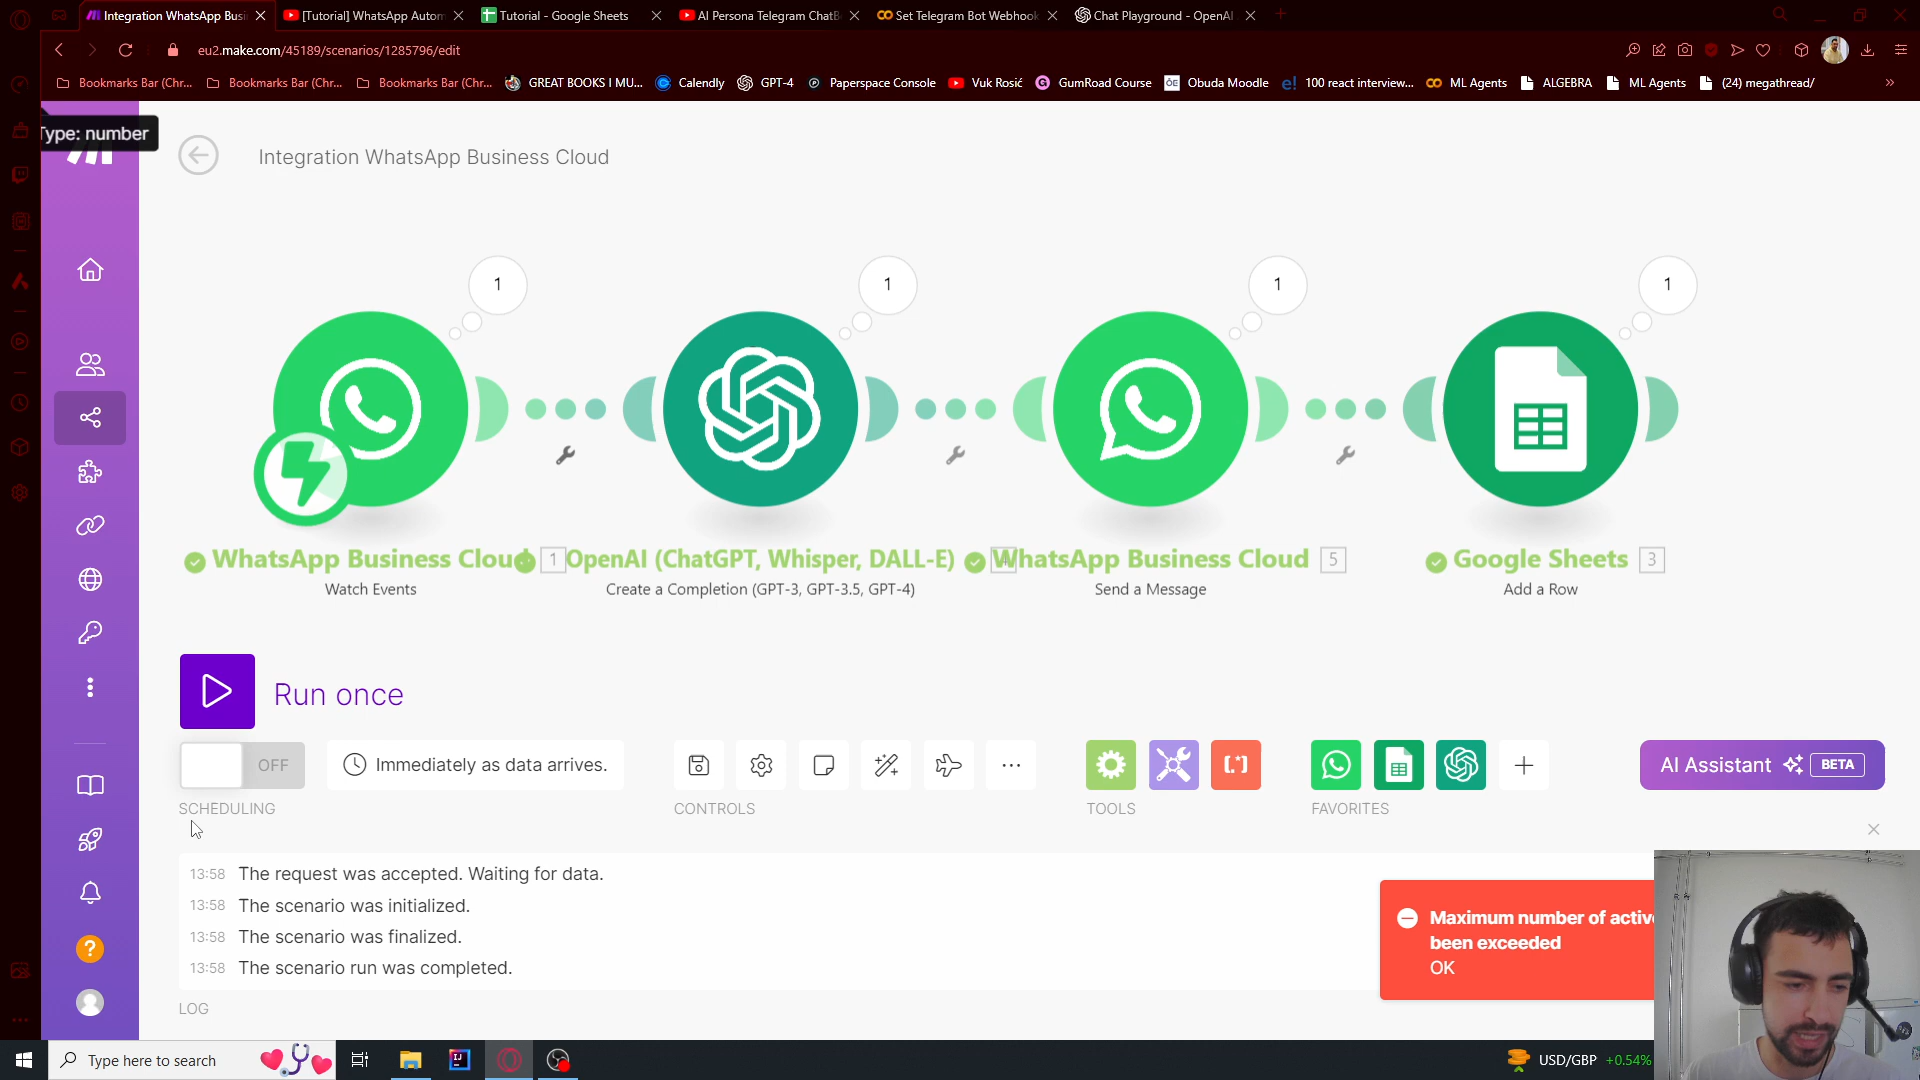 Integration WhatsApp Busi
[Tutorial] WhatsApp Autom
Tutorial - Google Sheets
AI Persona Telegram ChatB
Set Telegram Bot Webhook
Chat Playground - OpenAI
eu2.make.com/45189/scenarios/1285796/edit
Bookmarks Bar (Chr...
Bookmarks Bar (Chr...
Bookmarks Bar (Chr...
GREAT BOOKS I MU...
Calendly
GPT-4
Paperspace Console
Vuk Rosić
GumRoad Course
Obuda Moodle
100 react interview...
ML Agents
ALGEBRA
ML Agents
(24) megathread/
Type: number
Integration WhatsApp Business Cloud
1
1
1
1
WhatsApp Business Cloud 1
Watch Events
OpenAI (ChatGPT, Whisper, DALL-E)
Create a Completion (GPT-3, GPT-3.5, GPT-4)
WhatsApp Business Cloud 5
Send a Message
Google Sheets 3
Add a Row
Run once
OFF
Immediately as data arrives.
[.*]
AI Assistant BETA
SCHEDULING
CONTROLS
TOOLS
FAVORITES
13:58 The request was accepted. Waiting for data.
13:58 The scenario was initialized.
13:58 The scenario was finalized.
13:58 The scenario run was completed.
LOG
Maximum number of activ
been exceeded
OK
Type here to search
USD/GBP +0.54%